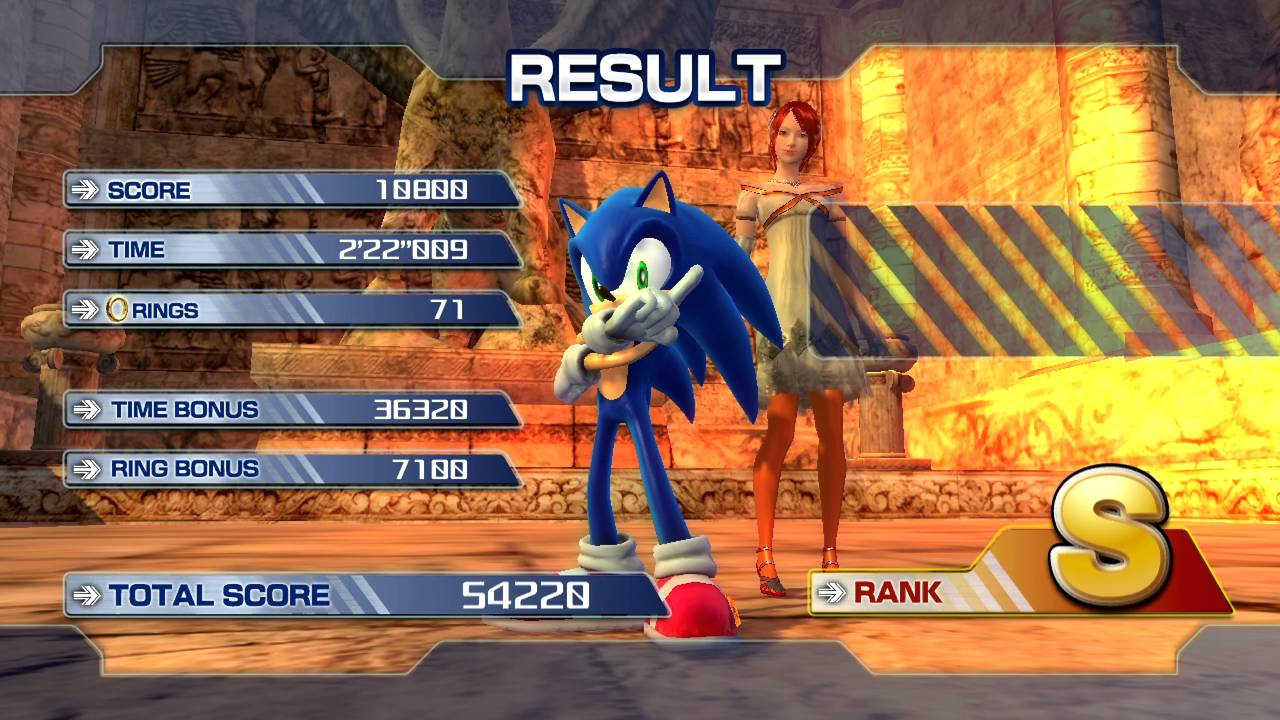 RESULT
SCORE 10800
TIME 2'22"009
RINGS 71
TIME BONUS 36320
RING BONUS 7100
TOTAL SCORE 54220
RANK S